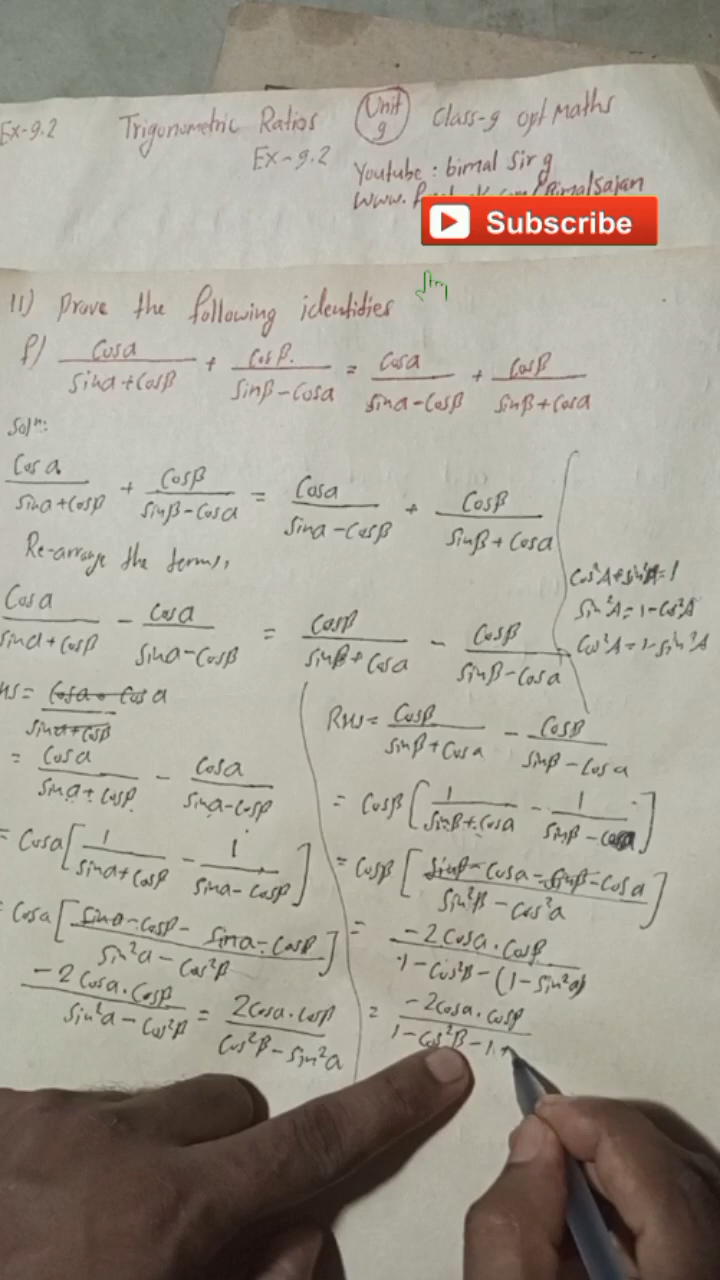 Ex-9.2 Trigonometric Ratios Unit 9 Class-9 opt Maths
Ex-9.2
Youtube : bimal Sir g
www.
Subscribe
11) Prove the following identities
f) Cosα/(sinα+cosβ) + Cosβ/(sinβ-cosα) = Cosα/(sinα-cosβ) + Cosβ/(sinβ+cosα)
Solⁿ:
Cosα/(sinα+cosβ) + Cosβ/(sinβ-cosα) = Cosα/(sinα-cosβ) + Cosβ/(sinβ+cosα)
Re-arrange the terms,
Cosα/(sinα+cosβ) - Cosα/(sinα-cosβ) = Cosβ/(sinβ+cosα) - Cosβ/(sinβ-cosα)
Cos²A+sin²A=1
Sin²A=1-Cos²A
Cos²A=1-sin²A
= Cosα/(sinα+cosβ) - Cosα/(sinα-cosβ)
= Cosα[1/(sinα+cosβ) - 1/(sinα-cosβ)]
= Cosα[(sinα-cosβ-sinα-cosβ)/(sin²α-cos²β)]
-2cosα.cosβ/(sin²α-cos²β) = 2cosα.cosβ/(cos²β-sin²α)
RHS = Cosβ/(sinβ+cosα) - Cosβ/(sinβ-cosα)
= Cosβ[1/(sinβ+cosα) - 1/(sinβ-cosα)]
= Cosβ[(sinβ-cosα-sinβ-cosα)/(sin²β-cos²α)]
= -2cosα.cosβ/(1-cos²β-(1-sin²α))
= -2cosα.cosβ/(1-cos²β-1+